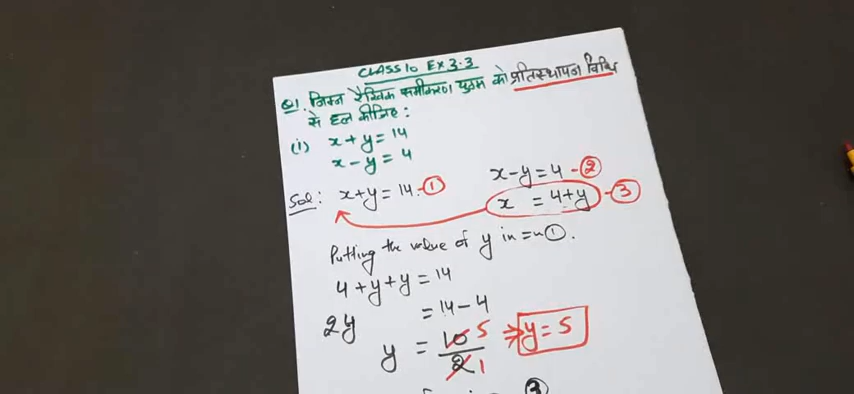 CLASS 10 EX 3.3
Q1. निम्न रैखिक समीकरण युग्म को प्रतिस्थापन विधि
से हल कीजिए:
(i) x + y = 14
x - y = 4
Sol: x+y = 14 - ① x-y = 4 - ②
x = 4+y - ③
Putting the value of y in =n ①.
4 + y + y = 14
2y = 14 - 4
y = 10/2 5 1 ⇒ y = 5
③